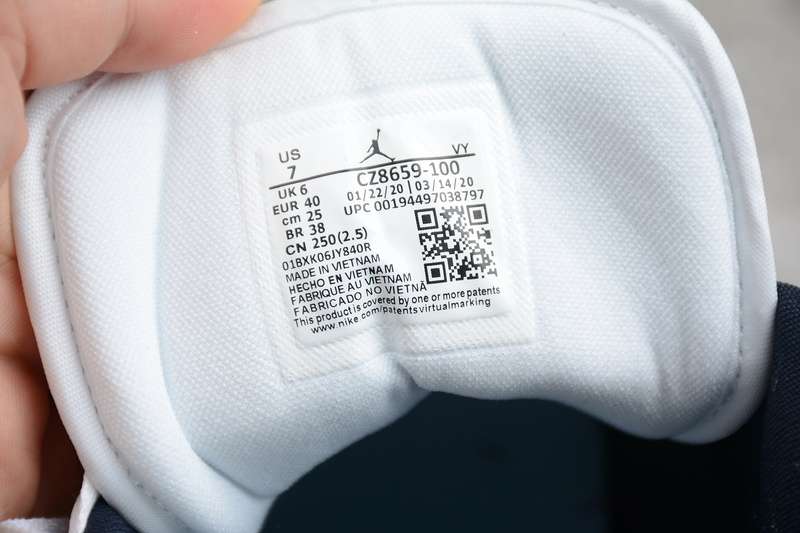 US VY
7 CZ8659-100
UK 6 01/22/20 | 03/14/20
EUR 40 UPC 00194497038797
cm 25
BR 38
CN 250(2.5)
01BXK06JY840R
MADE IN VIETNAM
HECHO EN VIETNAM
FABRIQUE AU VIETNAM
FABRICADO NO VIETNÃ
This product is covered by one or more patents
www.nike.com/patentsvirtualmarking